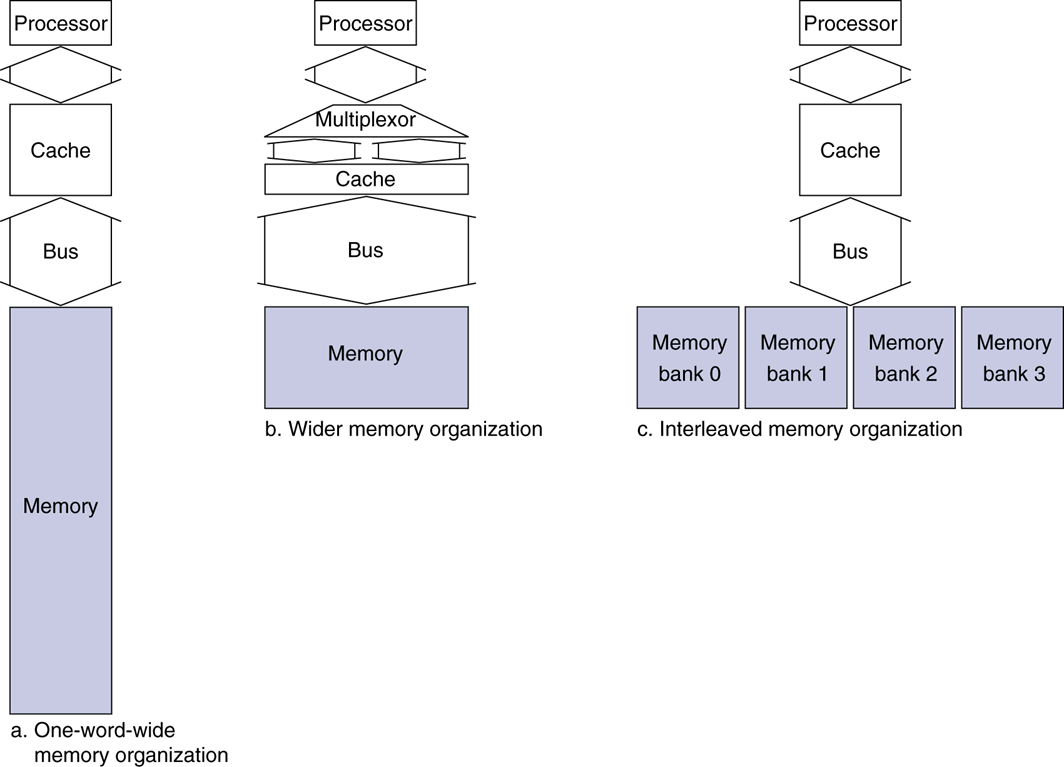 Processor
Cache
Bus
Memory
a. One-word-wide
memory organization
Processor
Multiplexor
Cache
Bus
Memory
b. Wider memory organization
Processor
Cache
Bus
Memory
bank 0
Memory
bank 1
Memory
bank 2
Memory
bank 3
c. Interleaved memory organization